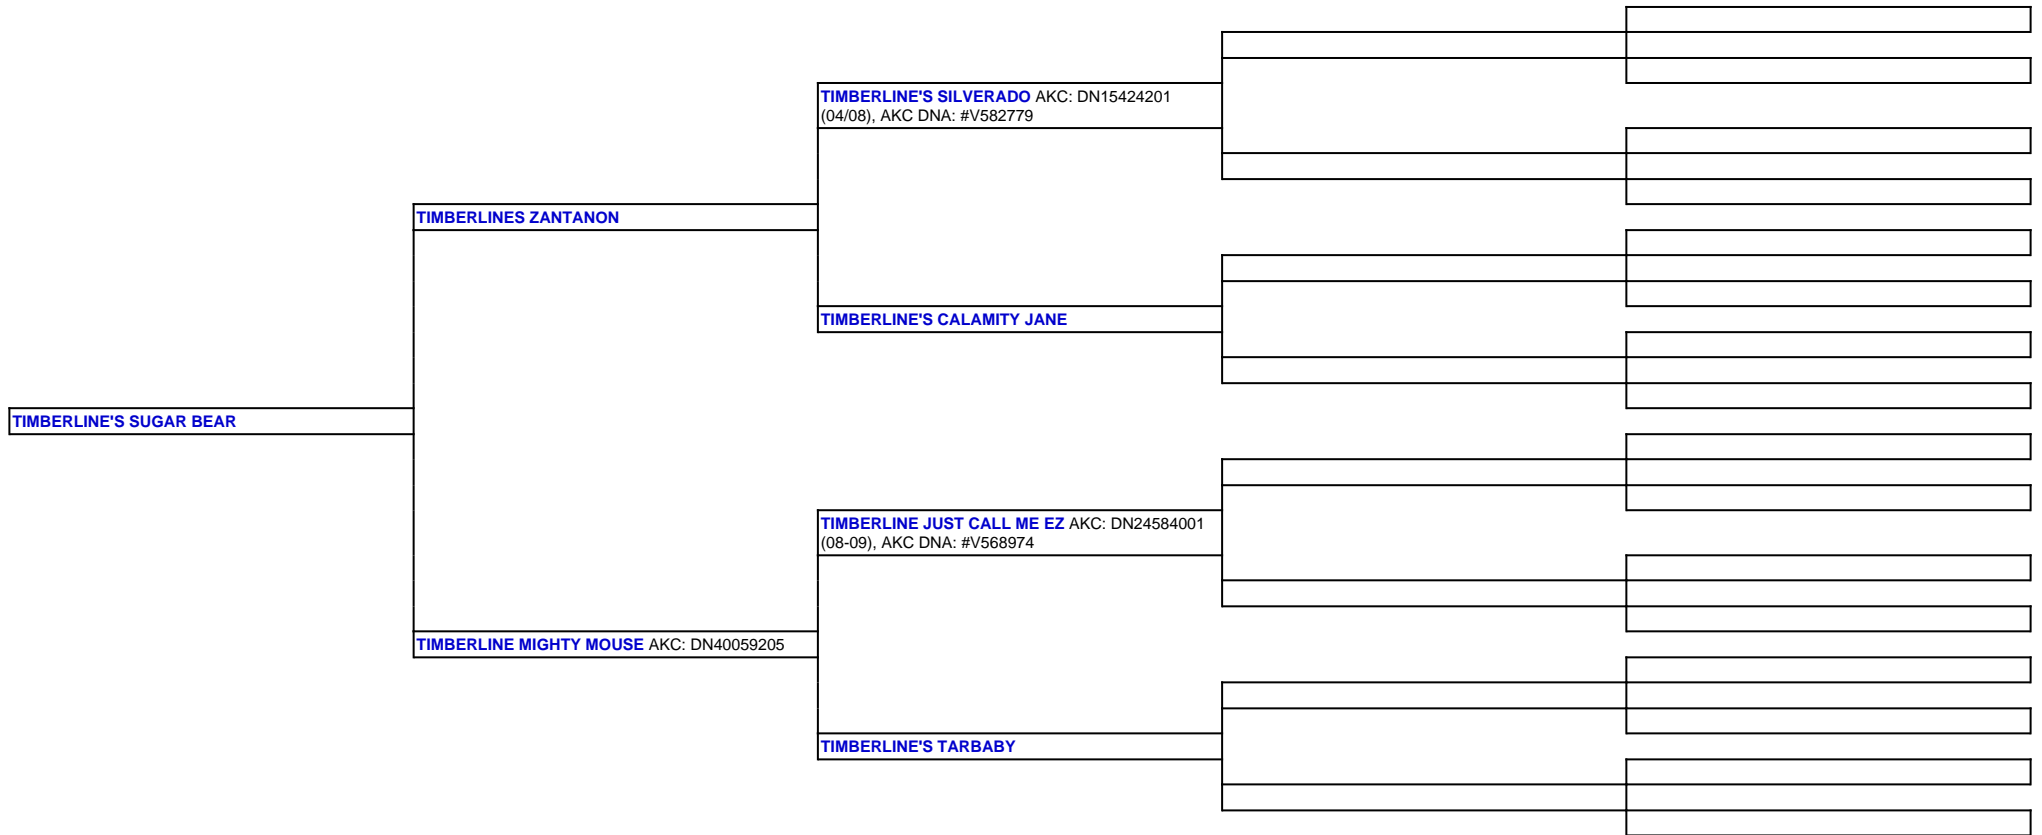 TIMBERLINE'S SILVERADO AKC: DN15424201
(04/08), AKC DNA: #V582779
TIMBERLINES ZANTANON
TIMBERLINE'S CALAMITY JANE
TIMBERLINE'S SUGAR BEAR
TIMBERLINE JUST CALL ME EZ AKC: DN24584001
(08-09), AKC DNA: #V568974
TIMBERLINE MIGHTY MOUSE AKC: DN40059205
TIMBERLINE'S TARBABY